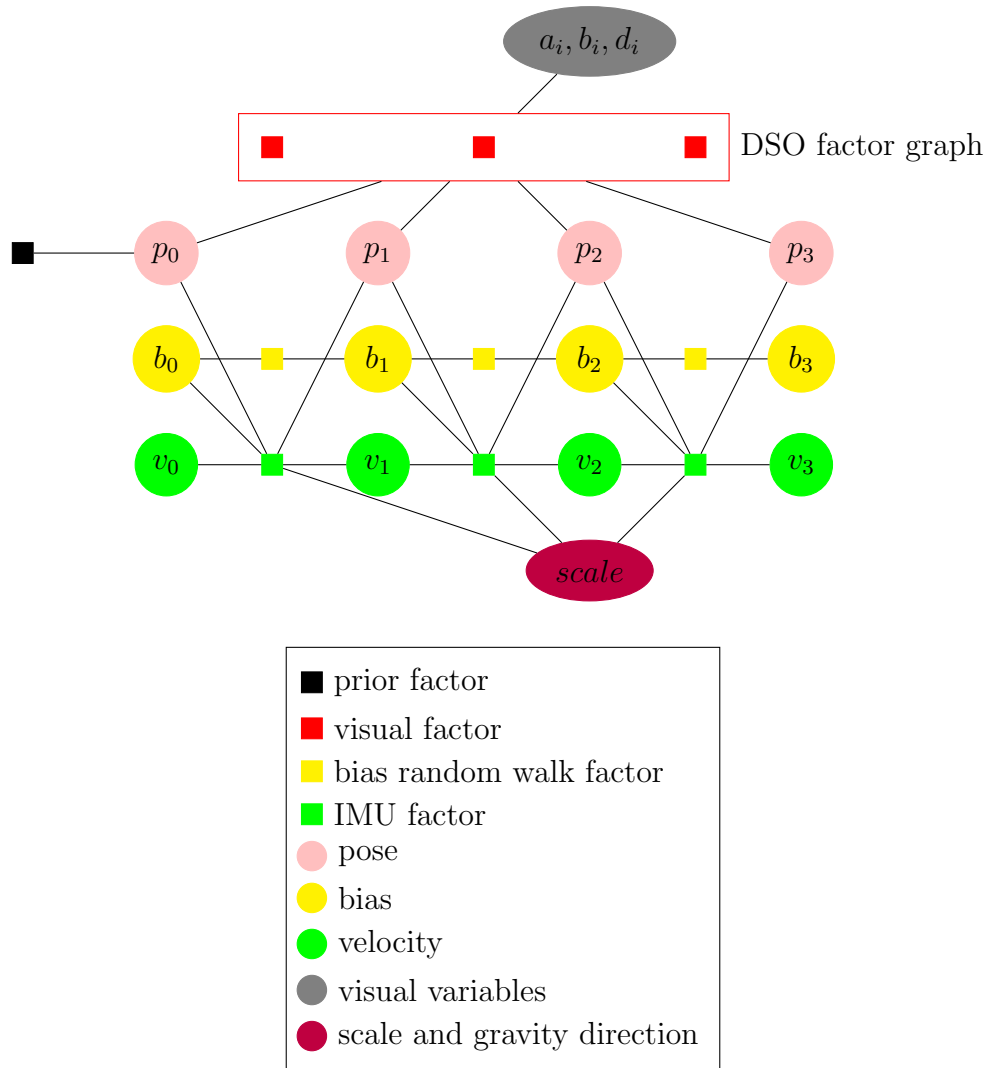 a_i, b_i, d_i
DSO factor graph
p_0 p_1 p_2 p_3
b_0 b_1 b_2 b_3
v_0 v_1 v_2 v_3
scale
prior factor
visual factor
bias random walk factor
IMU factor
pose
bias
velocity
visual variables
scale and gravity direction